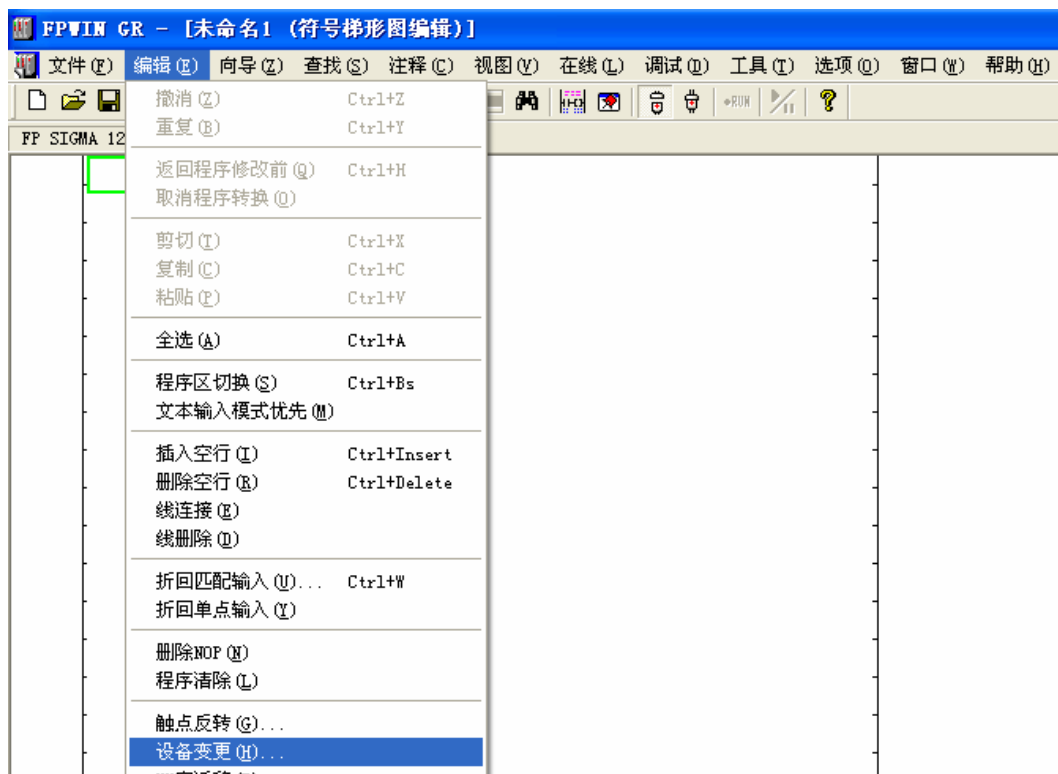 FPWIN GR - [未命名1 (符号梯形图编辑)]
文件(F) 编辑(E) 向导(Z) 查找(S) 注释(C) 视图(V) 在线(L) 调试(D) 工具(T) 选项(O) 窗口(W) 帮助(H)
RUN
FP SIGMA 12
撤消(Z) Ctrl+Z
重复(B) Ctrl+Y
返回程序修改前(Q) Ctrl+H
取消程序转换(O)
剪切(T) Ctrl+X
复制(C) Ctrl+C
粘贴(P) Ctrl+V
全选(A) Ctrl+A
程序区切换(S) Ctrl+Bs
文本输入模式优先(M)
插入空行(I) Ctrl+Insert
删除空行(R) Ctrl+Delete
线连接(E)
线删除(D)
折回匹配输入(U)... Ctrl+W
折回单点输入(Y)
删除NOP(N)
程序清除(L)
触点反转(G)...
设备变更(H)...